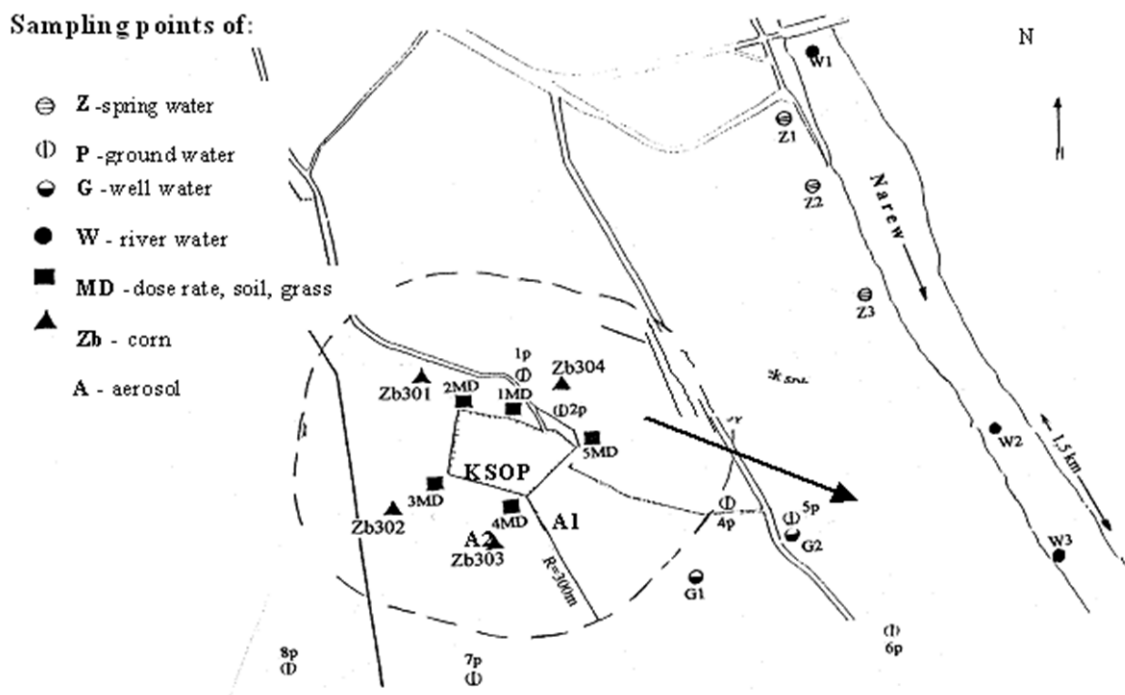 Sampling points of:
Z -spring water
P -ground water
G -well water
W - river water
MD - dose rate, soil, grass
Zb - corn
A - aerosol
N
W1
Z1
Z2
Narew
Z3
1p
Zb304
Zb301
2MD
1MD
2p
5MD
W2
1,5 km
KSOP
3MD
4MD
A1
4p
5p
Zb302
A2
G2
W3
Zb303
R=300m
G1
6p
8p
7p